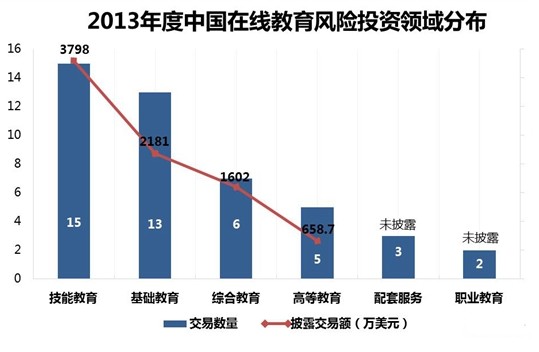 2013年度中国在线教育风险投资领域分布
16
14
12
10
8
6
4
2
0
3798
2181
1602
658.7
未披露
未披露
15
13
6
5
3
2
技能教育
基础教育
综合教育
高等教育
配套服务
职业教育
交易数量
披露交易额（万美元）